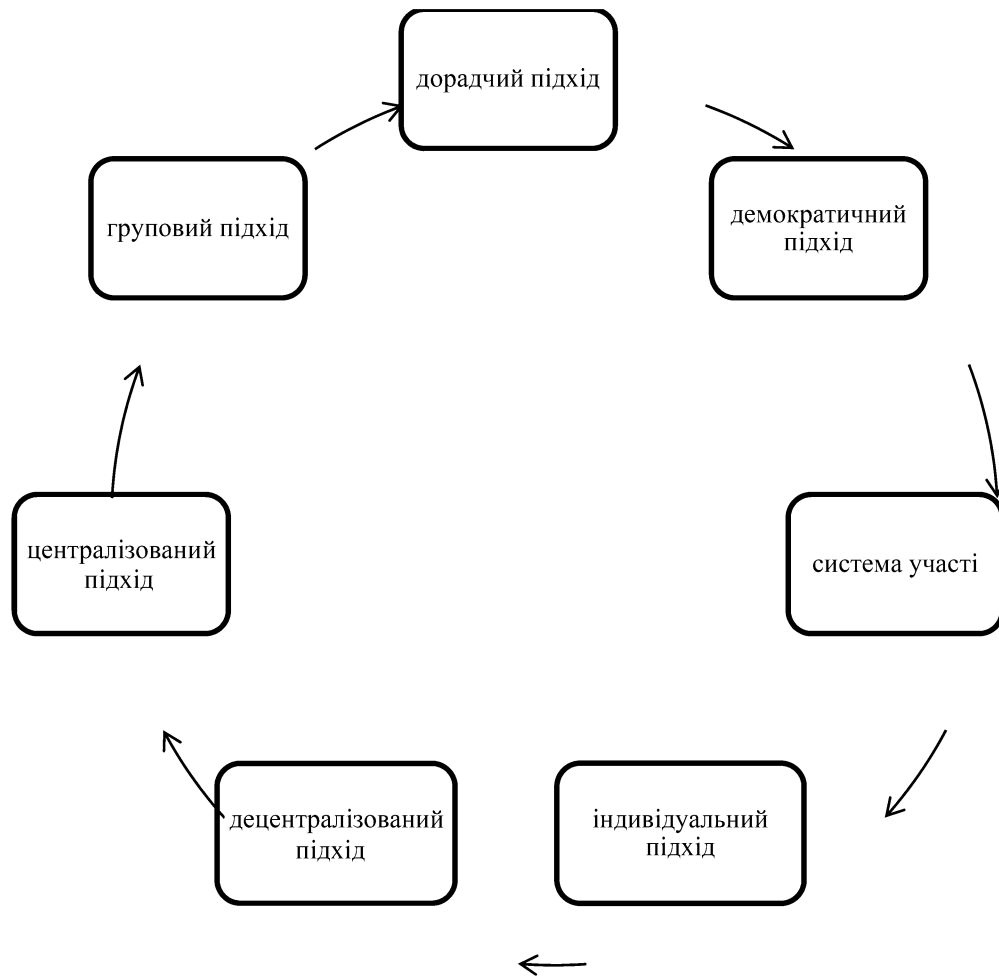 дорадчий підхід
груповий підхід
демократичний
підхід
централізований
підхід
система участі
децентралізований
підхід
індивідуальний
підхід